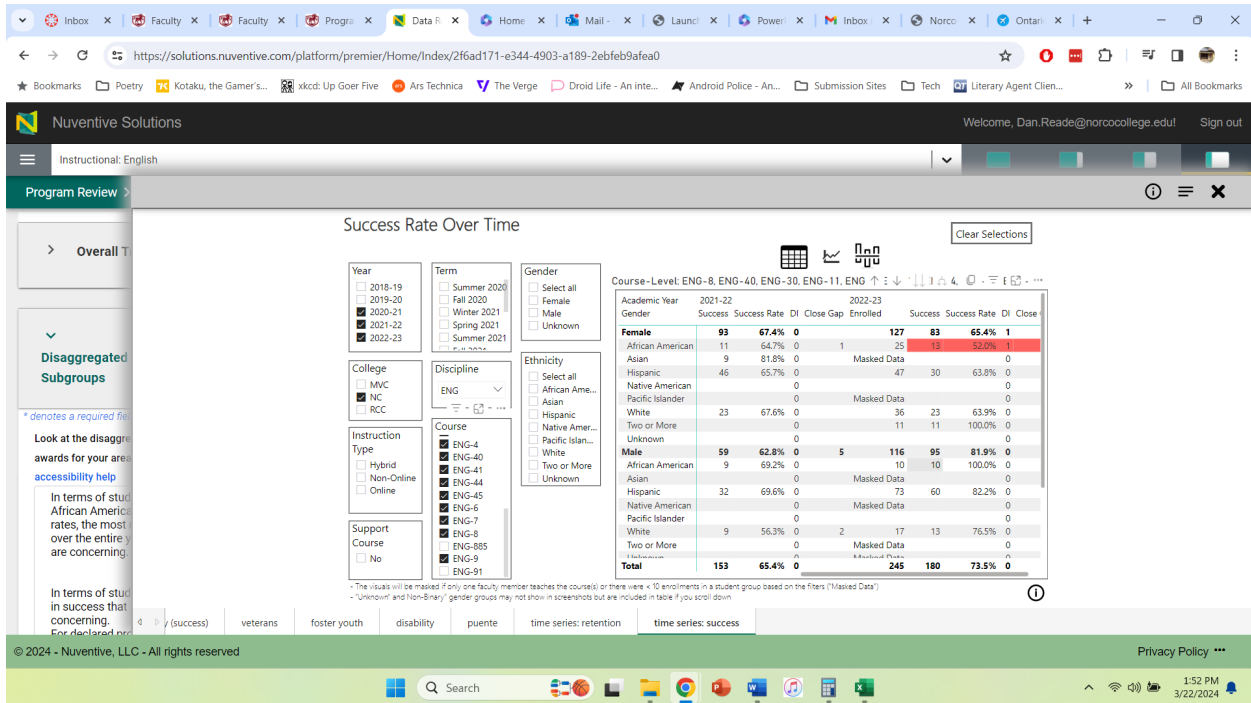 Inbox
Faculty
Faculty
Progra
Data R
Home
Mail -
Launc
Power
Inbox
Norco
Ontari
https://solutions.nuventive.com/platform/premier/Home/Index/2f6ad171-e344-4903-a189-2ebfeb9afea0
Bookmarks Poetry Kotaku, the Gamer's... xkcd: Up Goer Five Ars Technica The Verge Droid Life - An inte... Android Police - An... Submission Sites Tech Literary Agent Clien... » All Bookmarks
Nuventive Solutions Welcome, Dan.Reade@norcocollege.edu! Sign out
Instructional: English
Program Review
Overall T
Disaggregated
Subgroups
* denotes a required fie
Look at the disaggre
awards for your area
accessibility help
In terms of stud
African America
rates, the most
over the entire y
are concerning.
In terms of stud
in success that
concerning.
For declared pro
Success Rate Over Time
Clear Selections
Year
2018-19
2019-20
2020-21
2021-22
2022-23
Term
Summer 2020
Fall 2020
Winter 2021
Spring 2021
Summer 2021
Fall 2021
Gender
Select all
Female
Male
Unknown
College
MVC
NC
RCC
Discipline
ENG
Ethnicity
Select all
African Ame...
Asian
Hispanic
Native Amer...
Pacific Islan...
White
Two or More
Unknown
Instruction
Type
Hybrid
Non-Online
Online
Support
Course
No
Course
ENG-4
ENG-40
ENG-41
ENG-44
ENG-45
ENG-6
ENG-7
ENG-8
ENG-885
ENG-9
ENG-91
Course-Level: ENG-8, ENG-40, ENG-30, ENG-11, ENG
Academic Year 2021-22 2022-23
Gender Success Success Rate DI Close Gap Enrolled Success Success Rate DI Close
Female 93 67.4% 0 127 83 65.4% 1
African American 11 64.7% 0 1 25 13 52.0% 1
Asian 9 81.8% 0 Masked Data 0
Hispanic 46 65.7% 0 47 30 63.8% 0
Native American 0 0
Pacific Islander 0 Masked Data 0
White 23 67.6% 0 36 23 63.9% 0
Two or More 0 11 11 100.0% 0
Unknown 0 0
Male 59 62.8% 0 5 116 95 81.9% 0
African American 9 69.2% 0 10 10 100.0% 0
Asian 0 Masked Data 0
Hispanic 32 69.6% 0 73 60 82.2% 0
Native American 0 Masked Data 0
Pacific Islander 0 0
White 9 56.3% 0 2 17 13 76.5% 0
Two or More 0 Masked Data 0
Unknown 0 Masked Data 0
Total 153 65.4% 0 245 180 73.5% 0
- The visuals will be masked if only one faculty member teaches the course(s) or there were < 10 enrollments in a student group based on the filters ("Masked Data")
- "Unknown" and Non-Binary" gender groups may not show in screenshots but are included in table if you scroll down
y (success) veterans foster youth disability puente time series: retention time series: success
© 2024 - Nuventive, LLC - All rights reserved Privacy Policy •••
Search
1:52 PM
3/22/2024